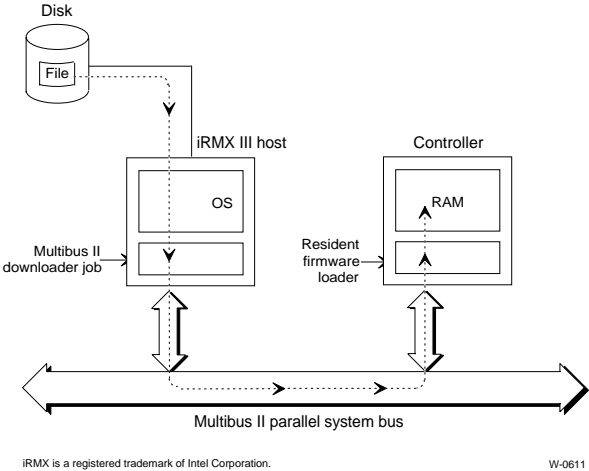 Disk
File
iRMX III host
Controller
OS
RAM
Multibus II
downloader job
Resident
firmware
loader
Multibus II parallel system bus
iRMX is a registered trademark of Intel Corporation.
W-0611